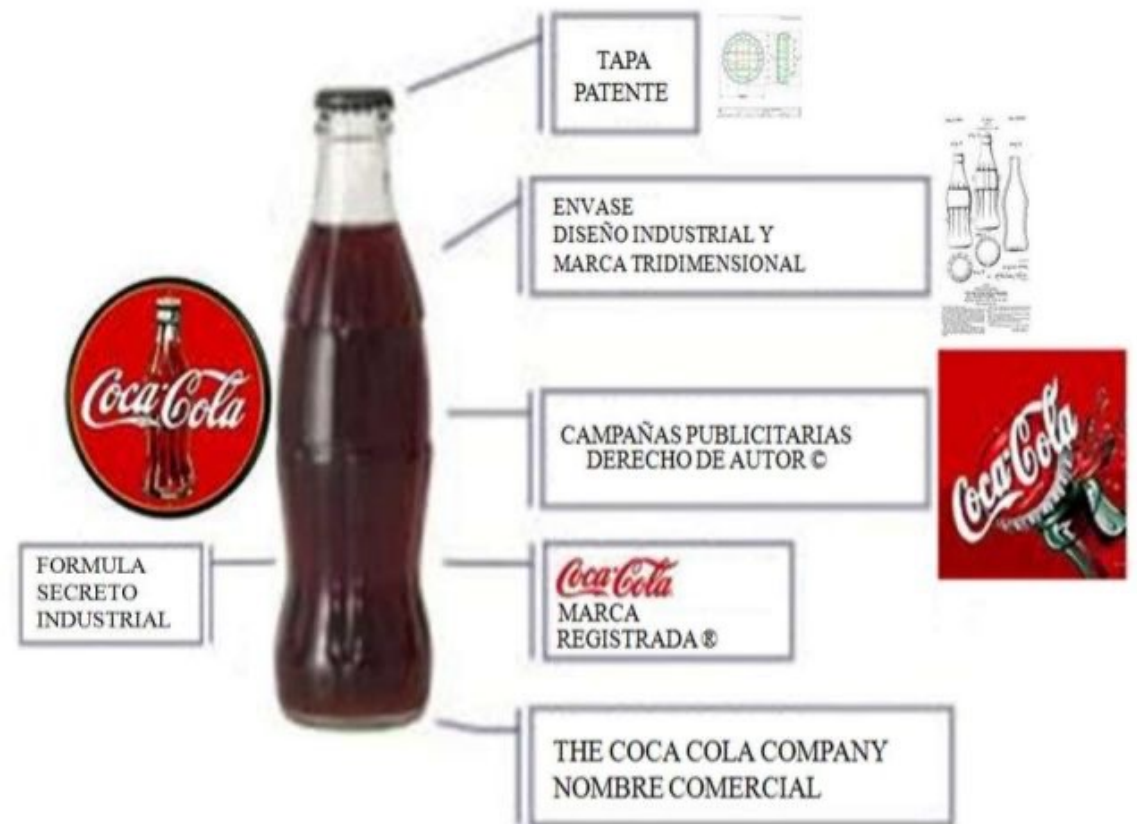 TAPA
PATENTE
ENVASE
DISEÑO INDUSTRIAL Y
MARCA TRIDIMENSIONAL
Coca-Cola
CAMPAÑAS PUBLICITARIAS
DERECHO DE AUTOR ©
Coca-Cola
FORMULA
SECRETO
INDUSTRIAL
Coca-Cola
MARCA
REGISTRADA ®
THE COCA COLA COMPANY
NOMBRE COMERCIAL